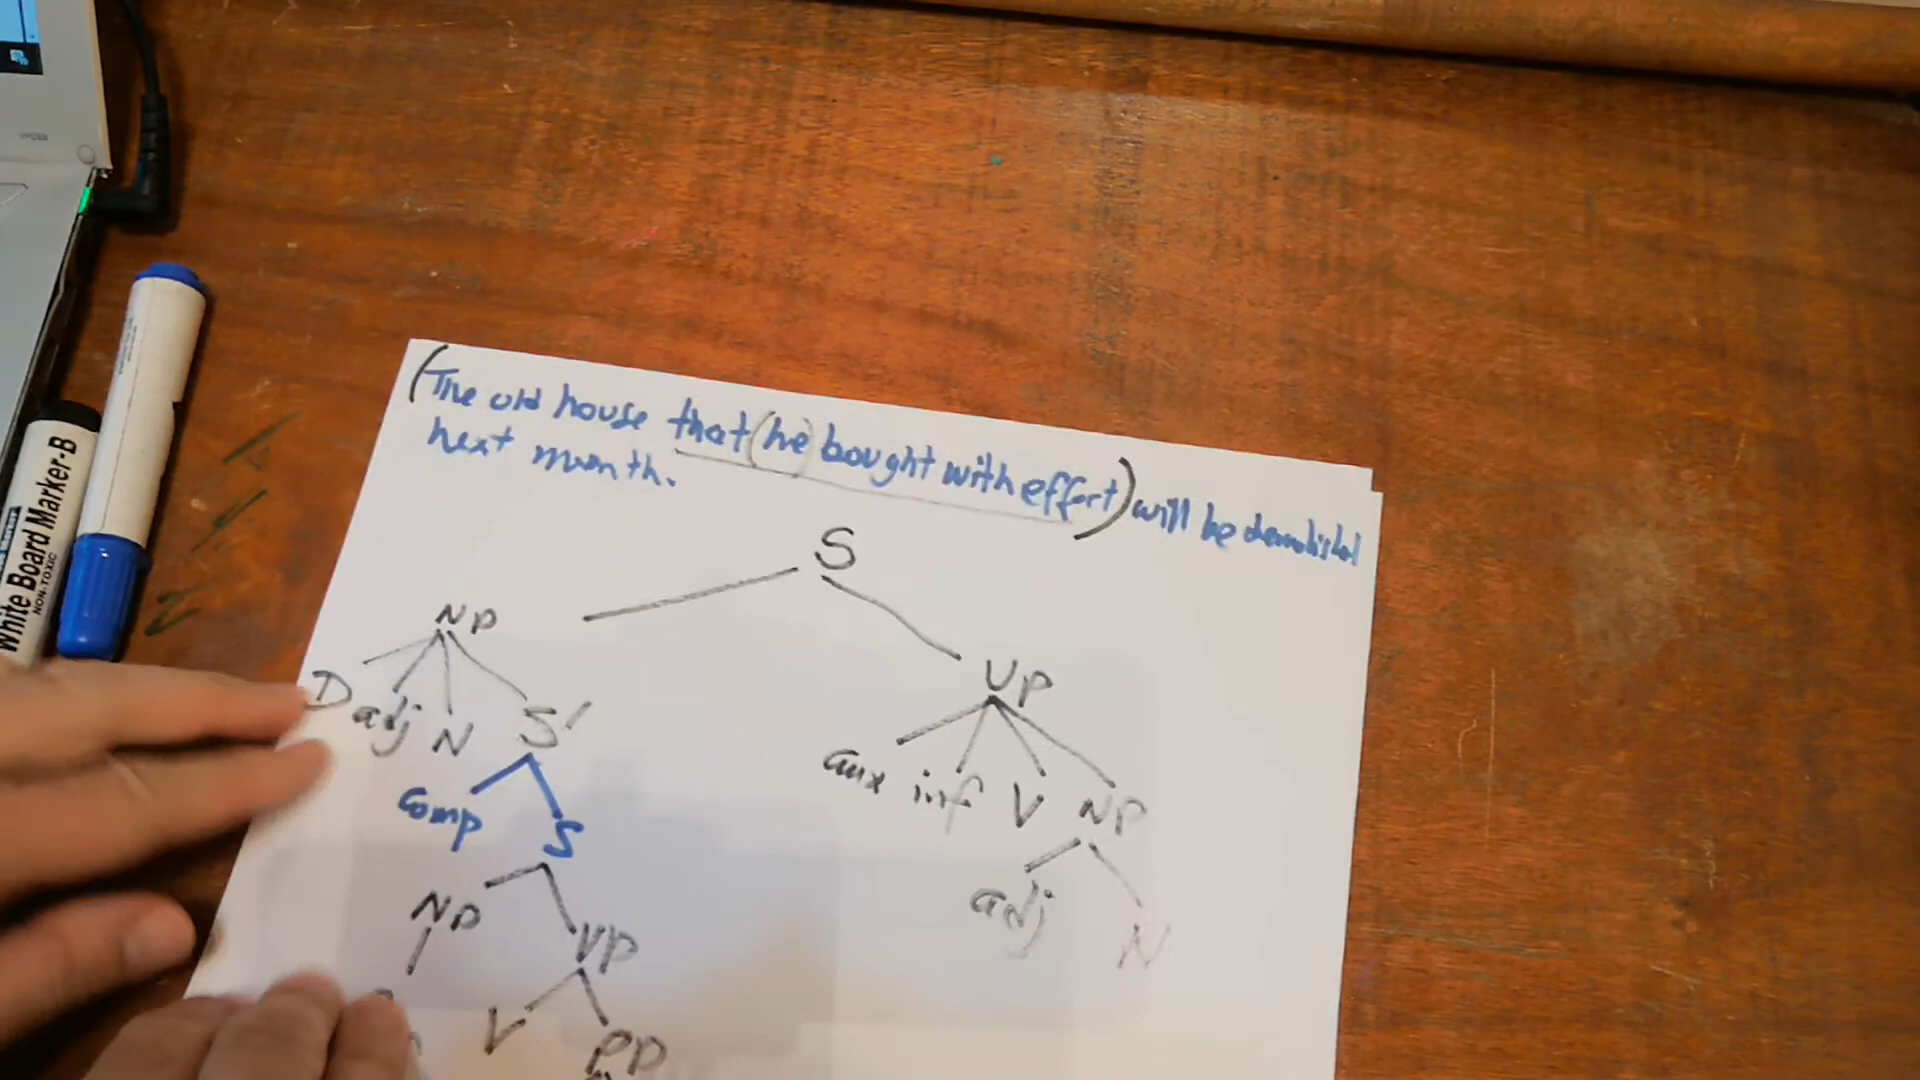 (The old house that (he) bought with effort) will be demolished
next month.
S
NP
VP
D adj N S'
aux inf V NP
comp S
adj N
NP VP
V PP
White Board Marker-B
NON-TOXIC